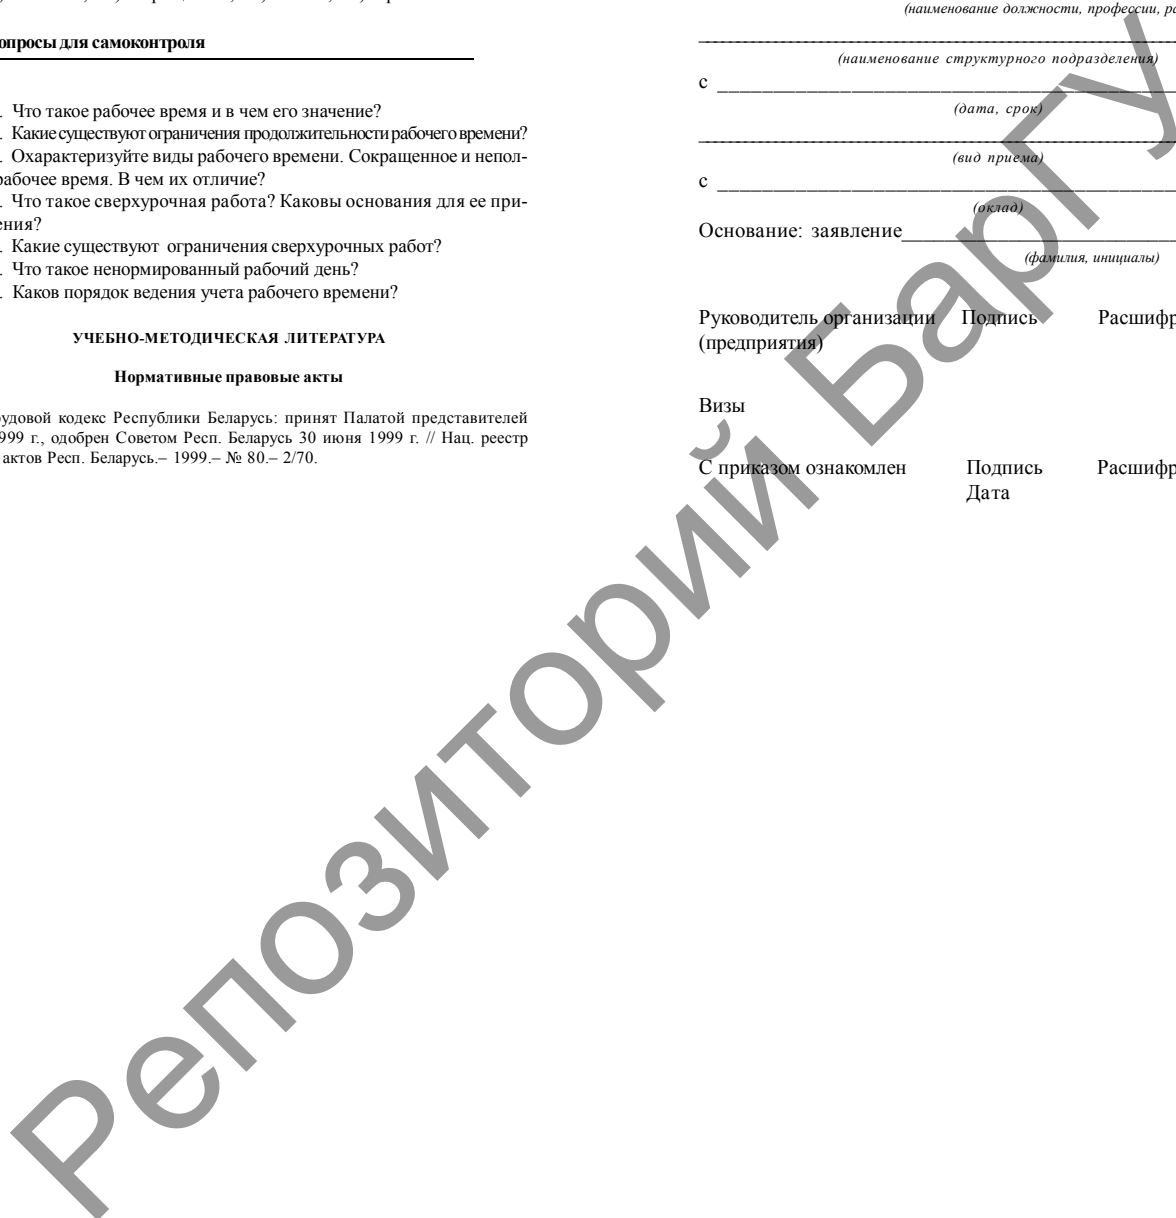 опросы для самоконтроля
. Что такое рабочее время и в чем его значение?
. Какие существуют ограничения продолжительности рабочего времени?
. Охарактеризуйте виды рабочего времени. Сокращенное и непол-
рабочее время. В чем их отличие?
. Что такое сверхурочная работа? Каковы основания для ее при-
ения?
. Какие существуют ограничения сверхурочных работ?
. Что такое ненормированный рабочий день?
. Каков порядок ведения учета рабочего времени?
УЧЕБНО-МЕТОДИЧЕСКАЯ ЛИТЕРАТУРА
Нормативные правовые акты
удовой кодекс Республики Беларусь: принят Палатой представителей
999 г., одобрен Советом Респ. Беларусь 30 июня 1999 г. // Нац. реестр
актов Респ. Беларусь.– 1999.– № 80.– 2/70.
(наименование должности, профессии, ра
(наименование структурного подразделения)
с
(дата, срок)
(вид приема)
с
(оклад)
Основание: заявление
(фамилия, инициалы)
Руководитель организации Подпись Расшифр
(предприятия)
Визы
С приказом ознакомлен Подпись Расшифр
Дата
Репозиторий БарГУ